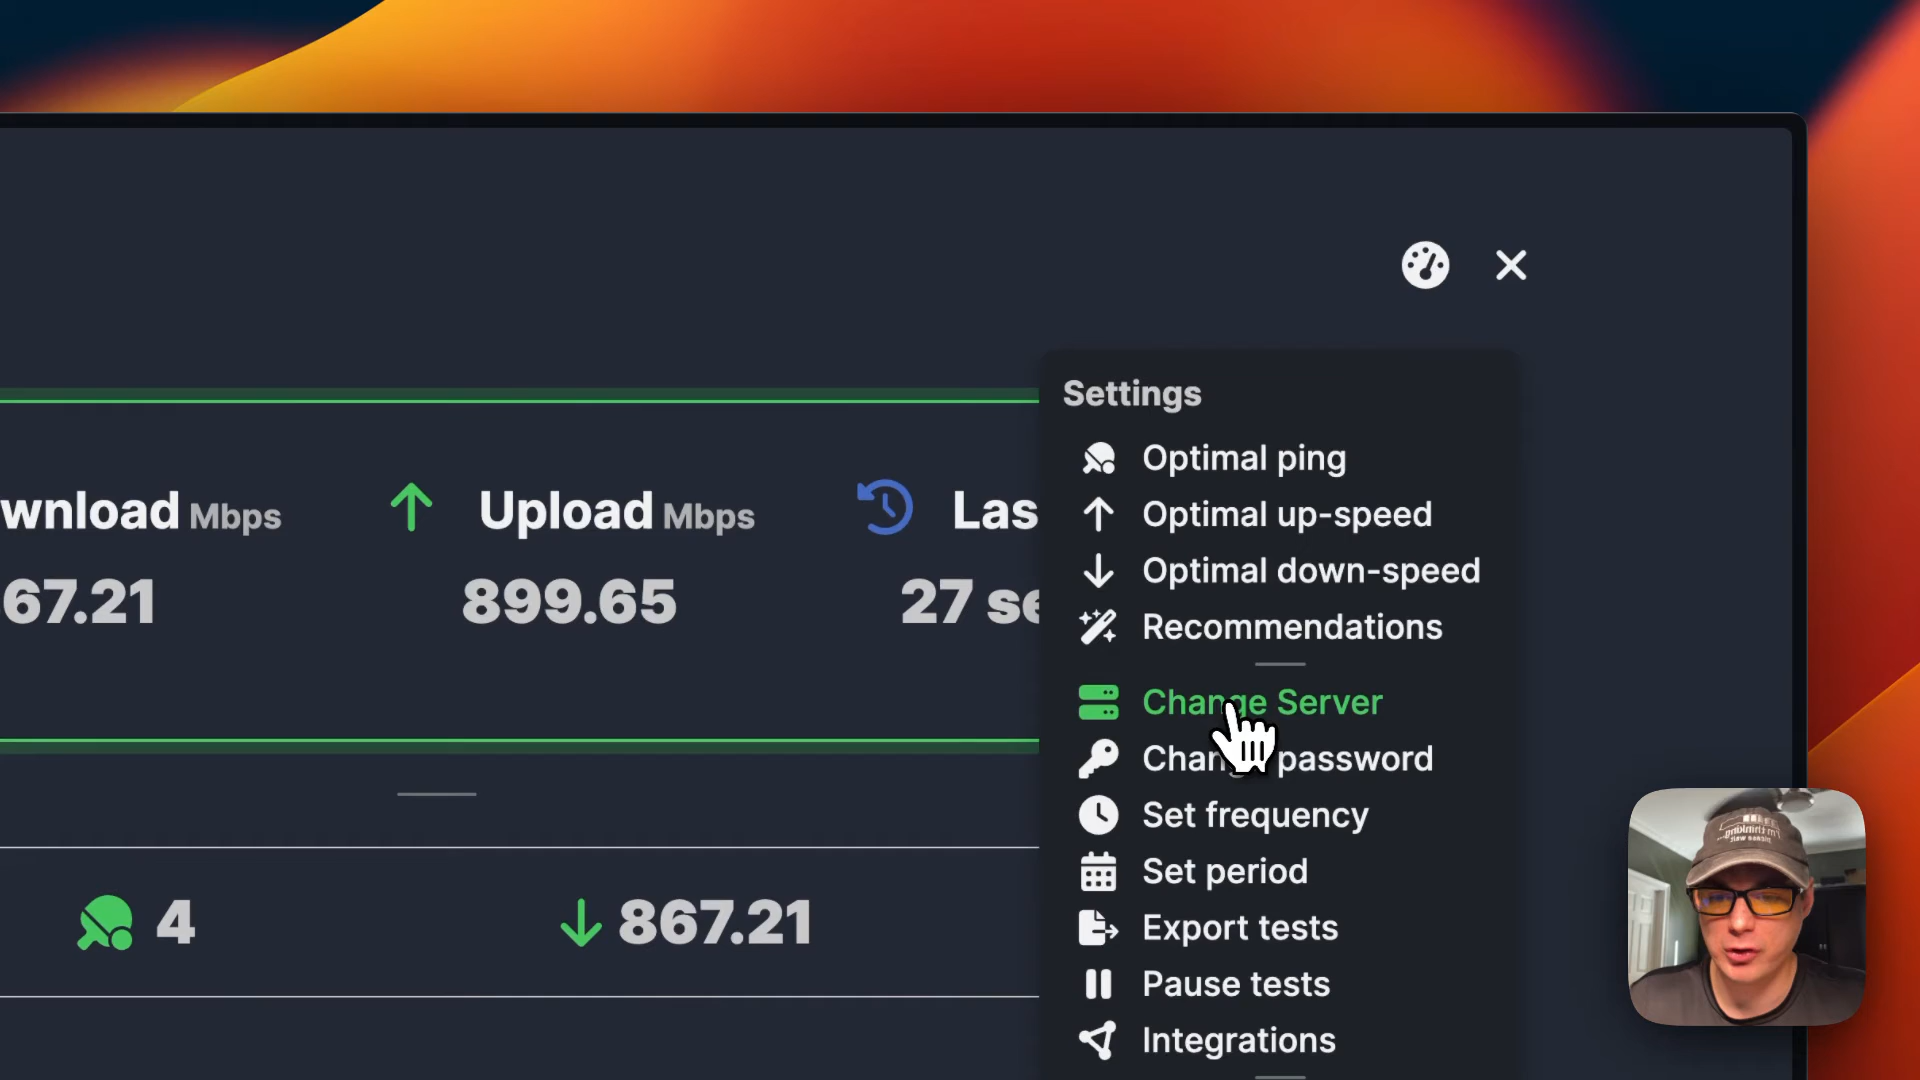 Settings
Optimal ping
Optimal up-speed
Optimal down-speed
Recommendations
Change Server
password
Set frequency
Set period
Export tests
Pause tests
Integrations
wnload Mbps
67.21
Upload Mbps
899.65
Las
27 se
4
867.21